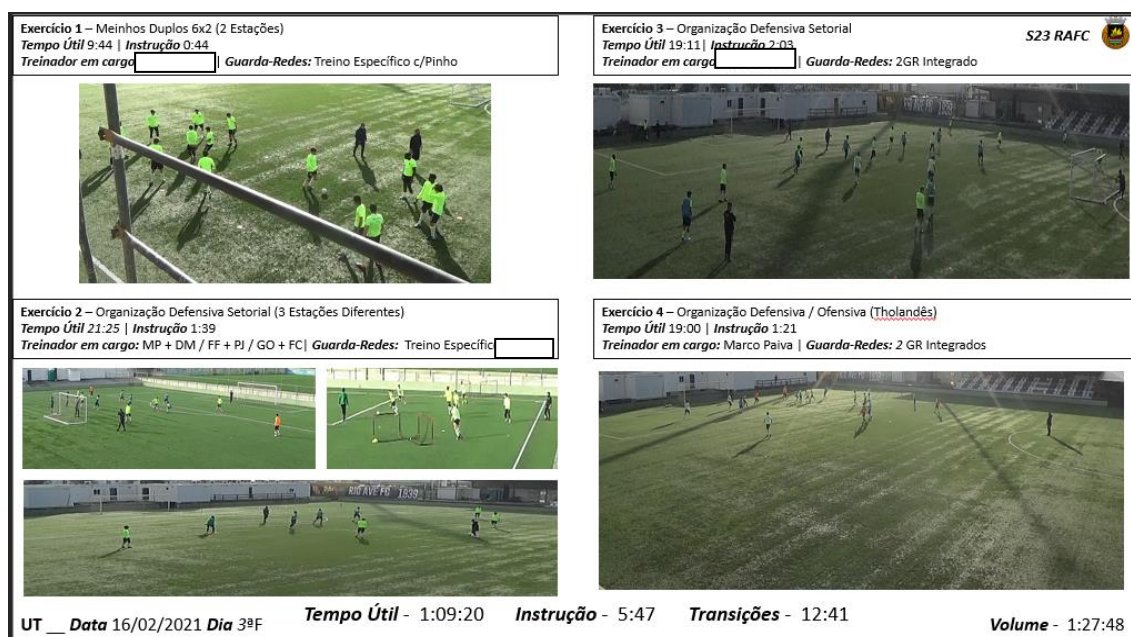 Exercício 1 – Meinhos Duplos 6x2 (2 Estações)
Tempo Útil 9:44 | Instrução 0:44
Treinador em cargo | Guarda-Redes: Treino Específico c/Pinho
Exercício 3 – Organização Defensiva Setorial
Tempo Útil 19:11| Instrução 2:03
Treinador em cargo | Guarda-Redes: 2GR Integrado
S23 RAFC
Exercício 2 – Organização Defensiva Setorial (3 Estações Diferentes)
Tempo Útil 21:25 | Instrução 1:39
Treinador em cargo: MP + DM / FF + PJ / GO + FC| Guarda-Redes: Treino Específic
Exercício 4 – Organização Defensiva / Ofensiva (Tholandês)
Tempo Útil 19:00 | Instrução 1:21
Treinador em cargo: Marco Paiva | Guarda-Redes: 2 GR Integrados
RIO AVE FC 1939
UT __ Data 16/02/2021 Dia 3ªF
Tempo Útil - 1:09:20 Instrução - 5:47 Transições - 12:41
Volume - 1:27:48